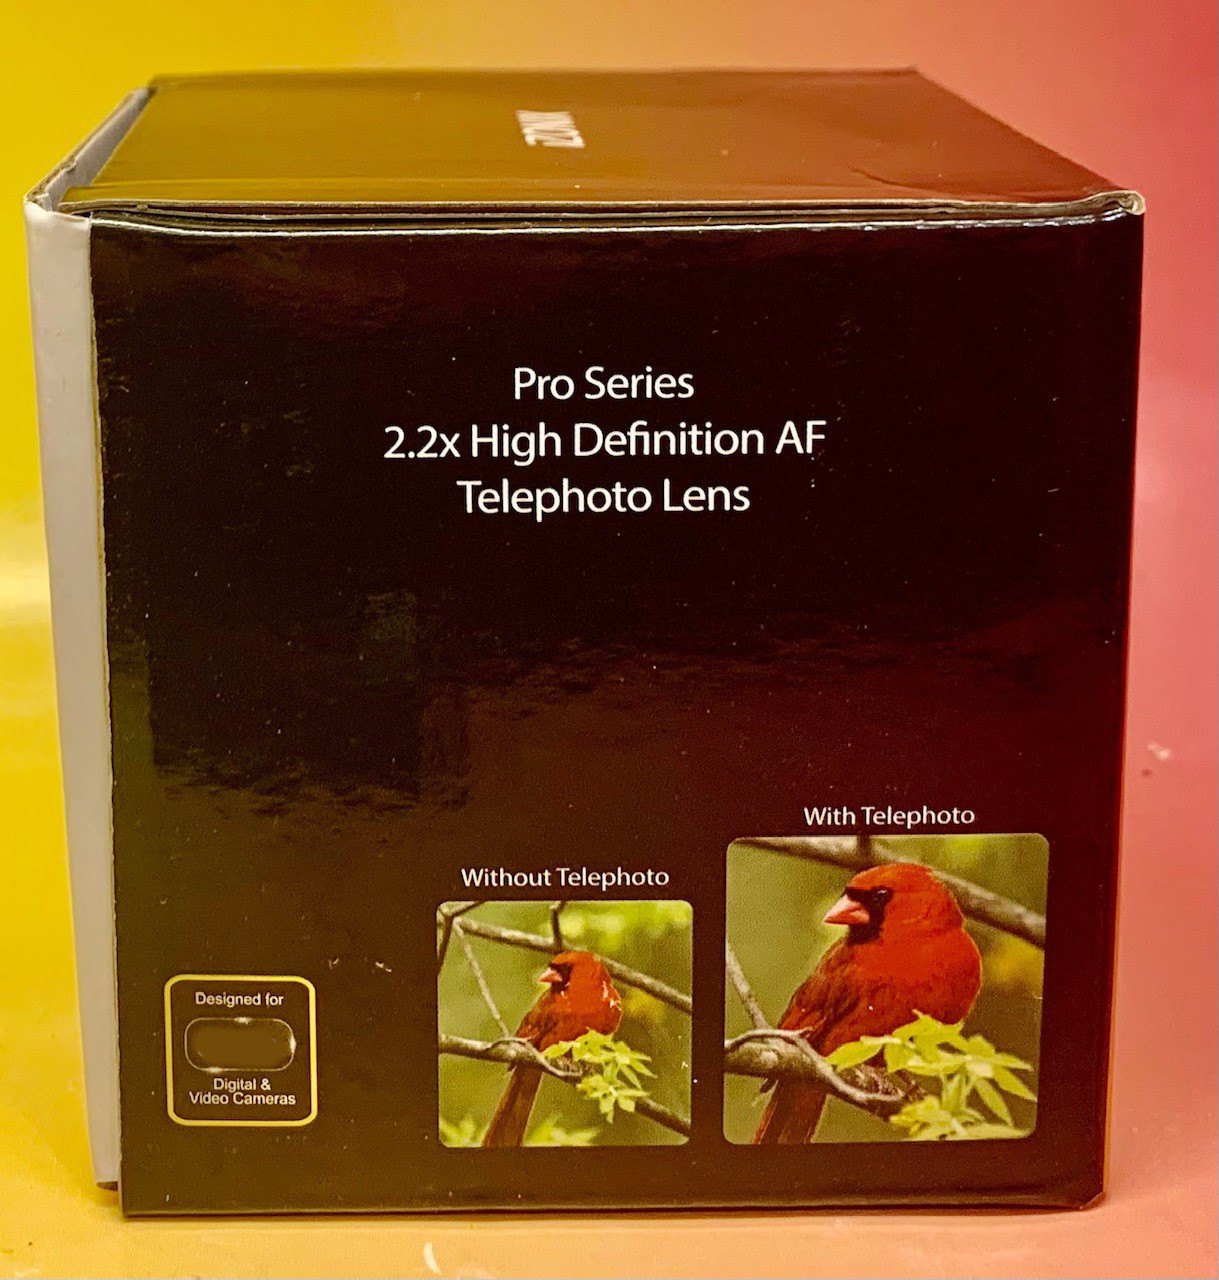 Pro Series
2.2x High Definition AF
Telephoto Lens
With Telephoto
Without Telephoto
Designed for
Digital &
Video Cameras